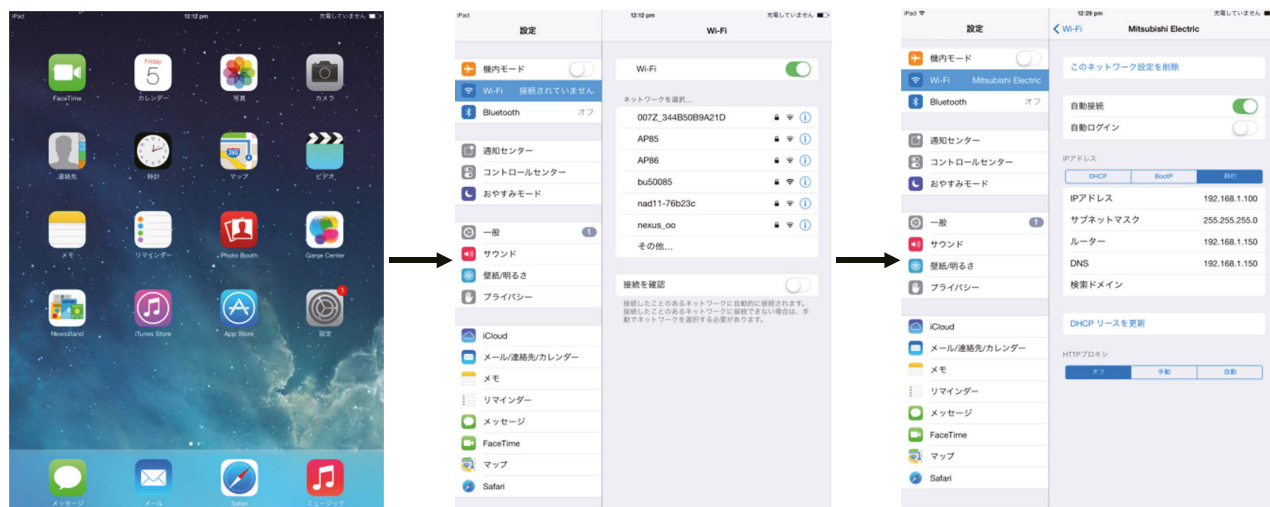 iPad
12:12 pm
充電していません
FaceTime
Friday
5
カレンダー
写真
カメラ
連絡先
時計
280
マップ
ビデオ
メモ
リマインダー
Photo Booth
Game Center
Newsstand
iTunes Store
App Store
1
設定
メッセージ
メール
Safari
ミュージック
iPad
12:12 pm
充電していません
設定
機内モード
Wi-Fi 接続されていません
Bluetooth オフ
通知センター
コントロールセンター
おやすみモード
一般 1
サウンド
壁紙/明るさ
プライバシー
iCloud
メール/連絡先/カレンダー
メモ
リマインダー
メッセージ
FaceTime
マップ
Safari
Wi-Fi
Wi-Fi
ネットワークを選択...
007Z_344B50B9A21D
AP85
AP86
bu50085
nad11-76b23c
nexus_oo
その他...
接続を確認
接続したことのあるネットワークに自動的に接続されます。
接続したことのあるネットワークに接続できない場合は、手
動でネットワークを選択する必要があります。
iPad
12:29 pm
充電していません
設定
機内モード
Wi-Fi Mitsubishi Electric
Bluetooth オフ
通知センター
コントロールセンター
おやすみモード
一般 1
サウンド
壁紙/明るさ
プライバシー
iCloud
メール/連絡先/カレンダー
メモ
リマインダー
メッセージ
FaceTime
マップ
Safari
Wi-Fi Mitsubishi Electric
このネットワーク設定を削除
自動接続
自動ログイン
IPアドレス
DHCP BootP 静的
IPアドレス 192.168.1.100
サブネットマスク 255.255.255.0
ルーター 192.168.1.150
DNS 192.168.1.150
検索ドメイン
DHCP リースを更新
HTTPプロキシ
オフ 手動 自動